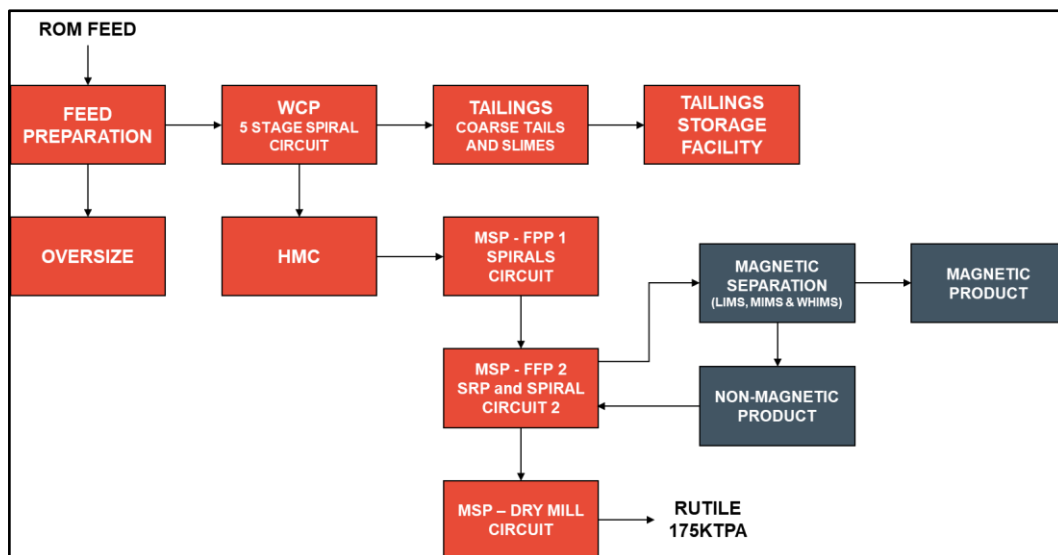 ROM FEED
FEED
PREPARATION
WCP
5 STAGE SPIRAL
CIRCUIT
TAILINGS
COARSE TAILS
AND SLIMES
TAILINGS
STORAGE
FACILITY
OVERSIZE
HMC
MSP - FPP 1
SPIRALS
CIRCUIT
MAGNETIC
SEPARATION
(LIMS, MIMS & WHIMS)
MAGNETIC
PRODUCT
MSP - FFP 2
SRP and SPIRAL
CIRCUIT 2
NON-MAGNETIC
PRODUCT
MSP – DRY MILL
CIRCUIT
RUTILE
175KTPA